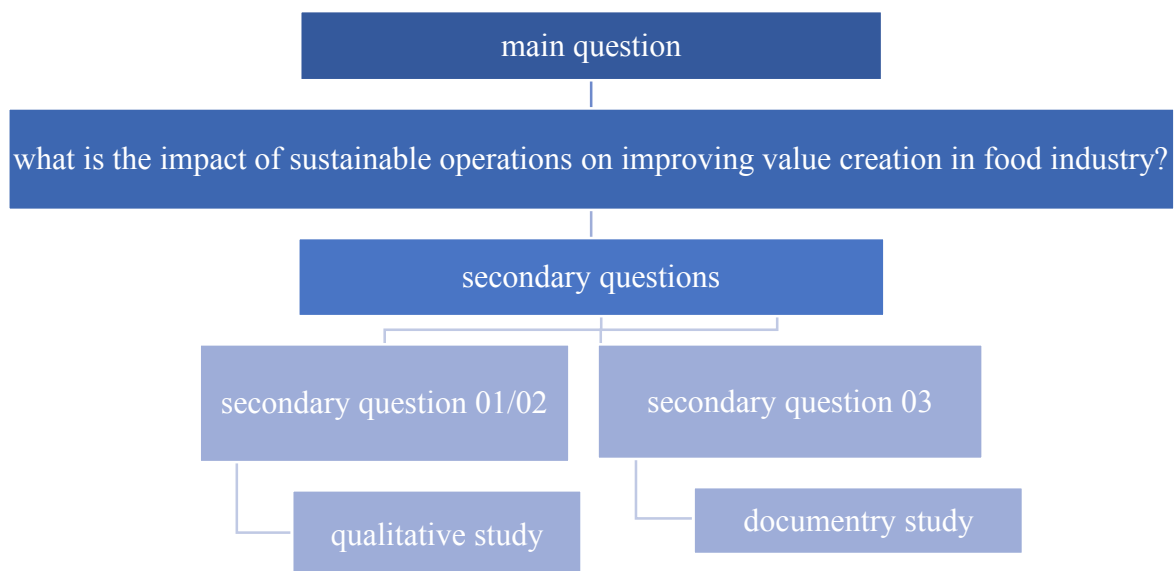 main question
what is the impact of sustainable operations on improving value creation in food industry?
secondary questions
secondary question 01/02
secondary question 03
qualitative study
documentry study